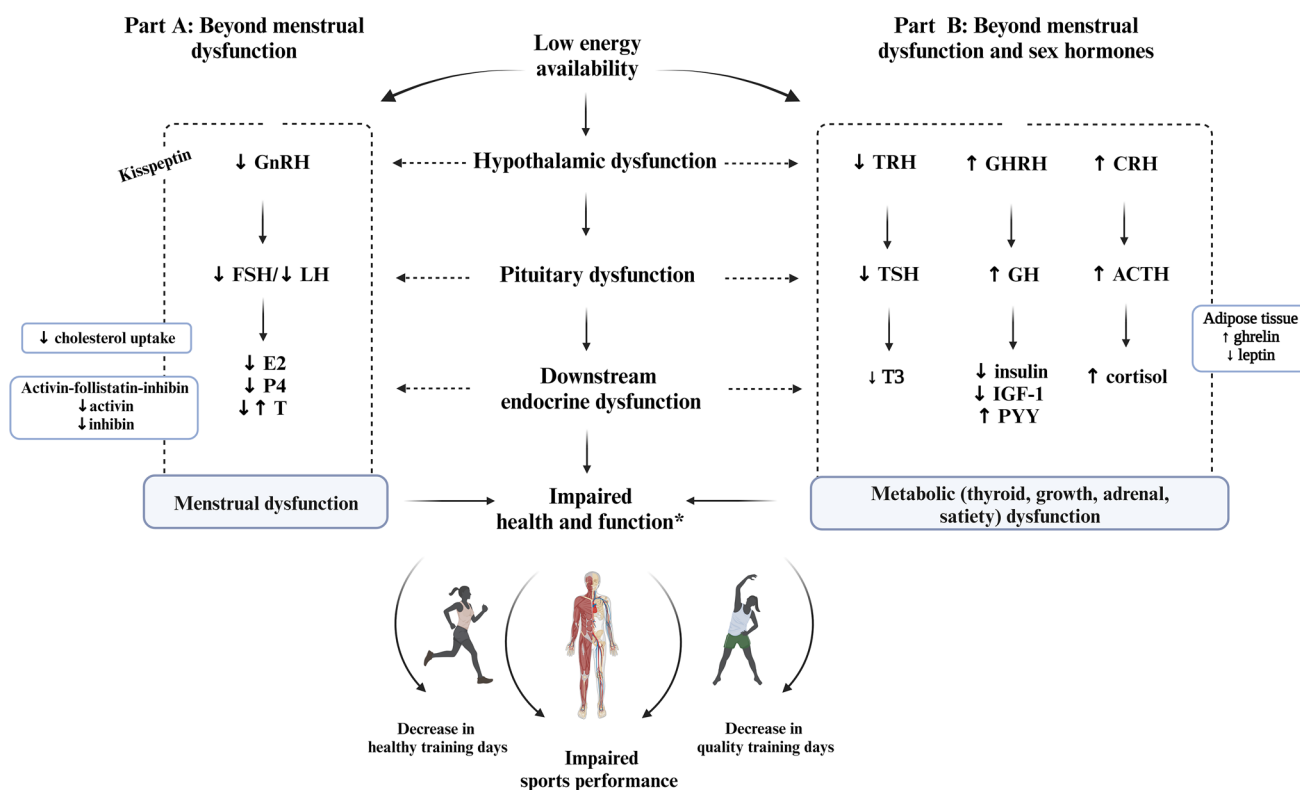 Part A: Beyond menstrual
dysfunction
Low energy
availability
Part B: Beyond menstrual
dysfunction and sex hormones
Kisspeptin
↓ GnRH
Hypothalamic dysfunction
↓ TRH
↑ GHRH
↑ CRH
↓ FSH/↓ LH
Pituitary dysfunction
↓ TSH
↑ GH
↑ ACTH
↓ cholesterol uptake
Adipose tissue
↑ ghrelin
↓ leptin
↓ E2
↓ P4
↓↑ T
Activin-follistatin-inhibin
↓ activin
↓ inhibin
Downstream
endocrine dysfunction
↓ T3
↓ insulin
↓ IGF-1
↑ PYY
↑ cortisol
Menstrual dysfunction
Impaired
health and function*
Metabolic (thyroid, growth, adrenal,
satiety) dysfunction
Decrease in
healthy training days
Impaired
sports performance
Decrease in
quality training days